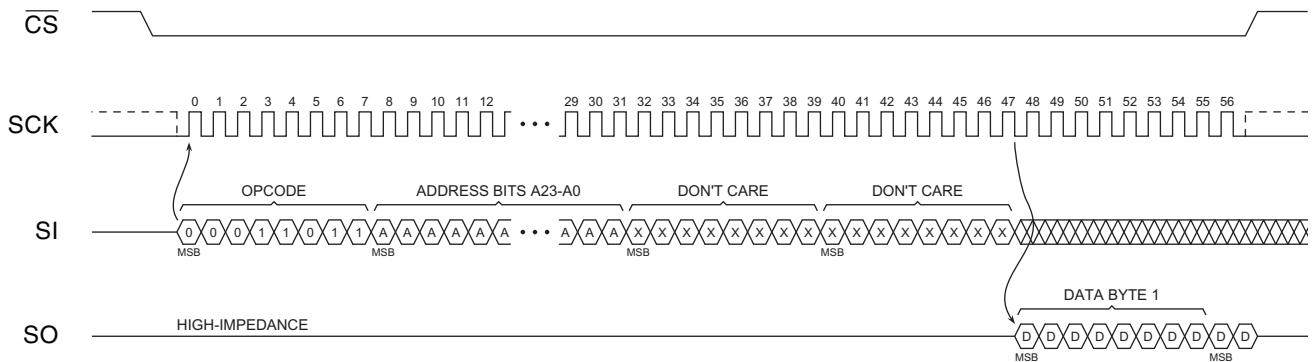 CS
SCK
0 1 2 3 4 5 6 7 8 9 10 11 12 29 30 31 32 33 34 35 36 37 38 39 40 41 42 43 44 45 46 47 48 49 50 51 52 53 54 55 56
• • •
OPCODE ADDRESS BITS A23-A0 DON'T CARE DON'T CARE
SI
0 0 0 1 1 0 1 1 A A A A A A • • • A A A X X X X X X X X X X X X X X X X
MSB MSB MSB MSB
DATA BYTE 1
SO
HIGH-IMPEDANCE
D D D D D D D D D D
MSB MSB